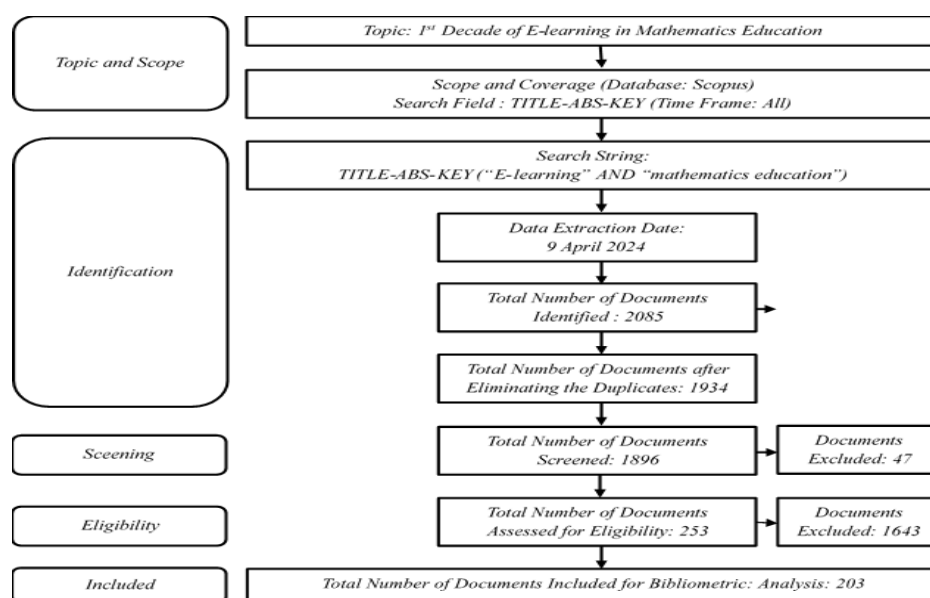 Topic: 1st Decade of E-learning in Mathematics Education
Topic and Scope
Scope and Coverage (Database: Scopus)
Search Field : TITLE-ABS-KEY (Time Frame: All)
Search String:
TITLE-ABS-KEY (“E-learning” AND “mathematics education”)
Identification
Data Extraction Date:
9 April 2024
Total Number of Documents
Identified : 2085
Total Number of Documents after
Eliminating the Duplicates: 1934
Sceening
Total Number of Documents
Screened: 1896
Documents
Excluded: 47
Eligibility
Total Number of Documents
Assessed for Eligibility: 253
Documents
Excluded: 1643
Included
Total Number of Documents Included for Bibliometric: Analysis: 203